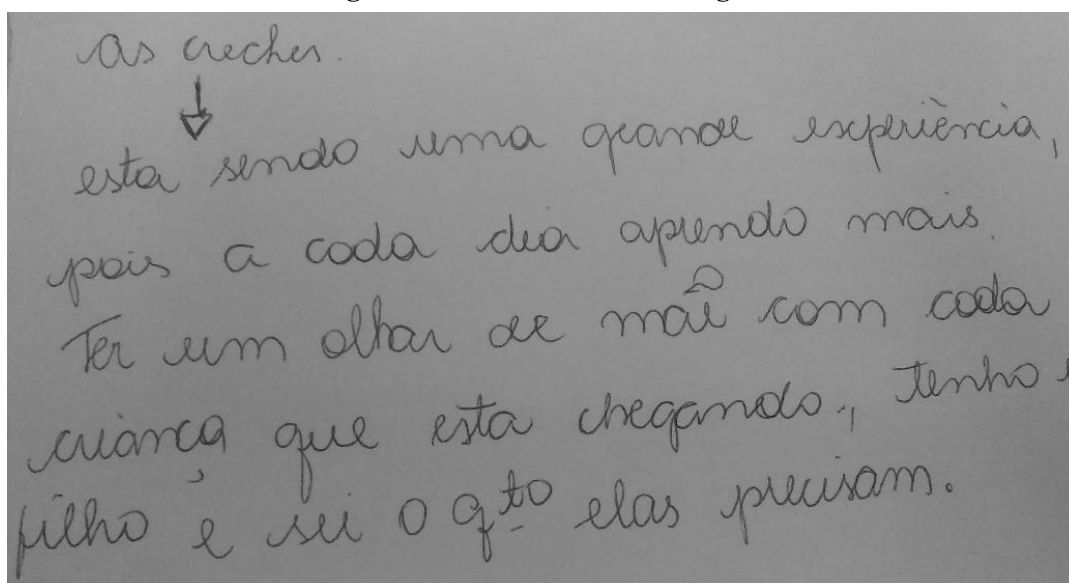 As creches.
esta sendo uma grande experiência,
pois a cada dia aprendo mais.
Ter um olhar de mãe com cada
criança que esta chegando, tenho
filho e sei o qto elas precisam.